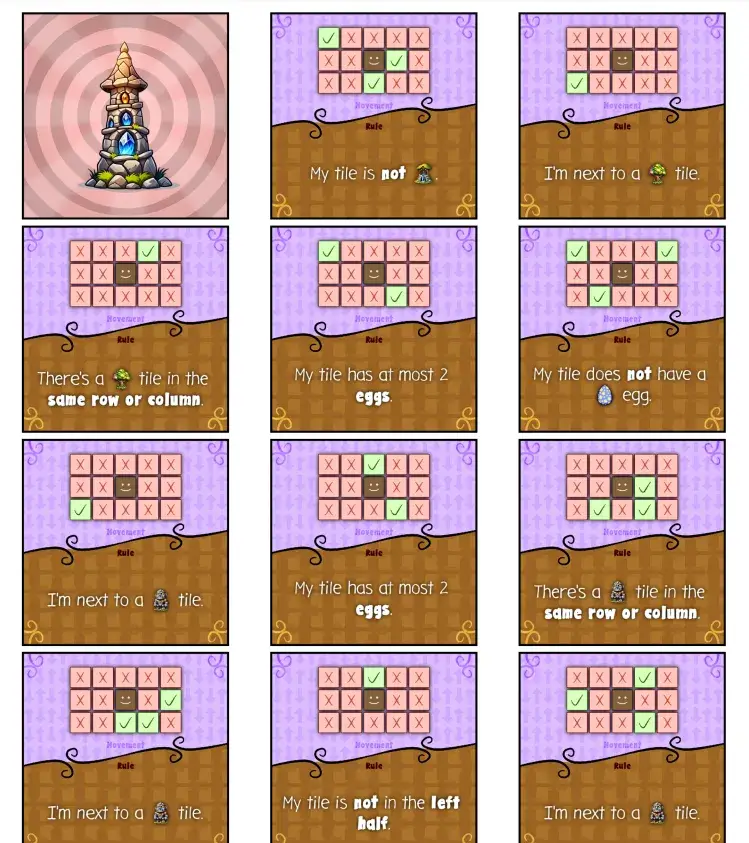 Movement
Rule
My tile is not .
Movement
Rule
I'm next to a tile.
Movement
Rule
There's a tile in the
same row or column.
Movement
Rule
My tile has at most 2
eggs.
Movement
Rule
My tile does not have a
egg.
Movement
Rule
I'm next to a tile.
Movement
Rule
My tile has at most 2
eggs.
Movement
Rule
There's a tile in the
same row or column.
Movement
Rule
I'm next to a tile.
Movement
Rule
My tile is not in the left
half.
Movement
Rule
I'm next to a tile.